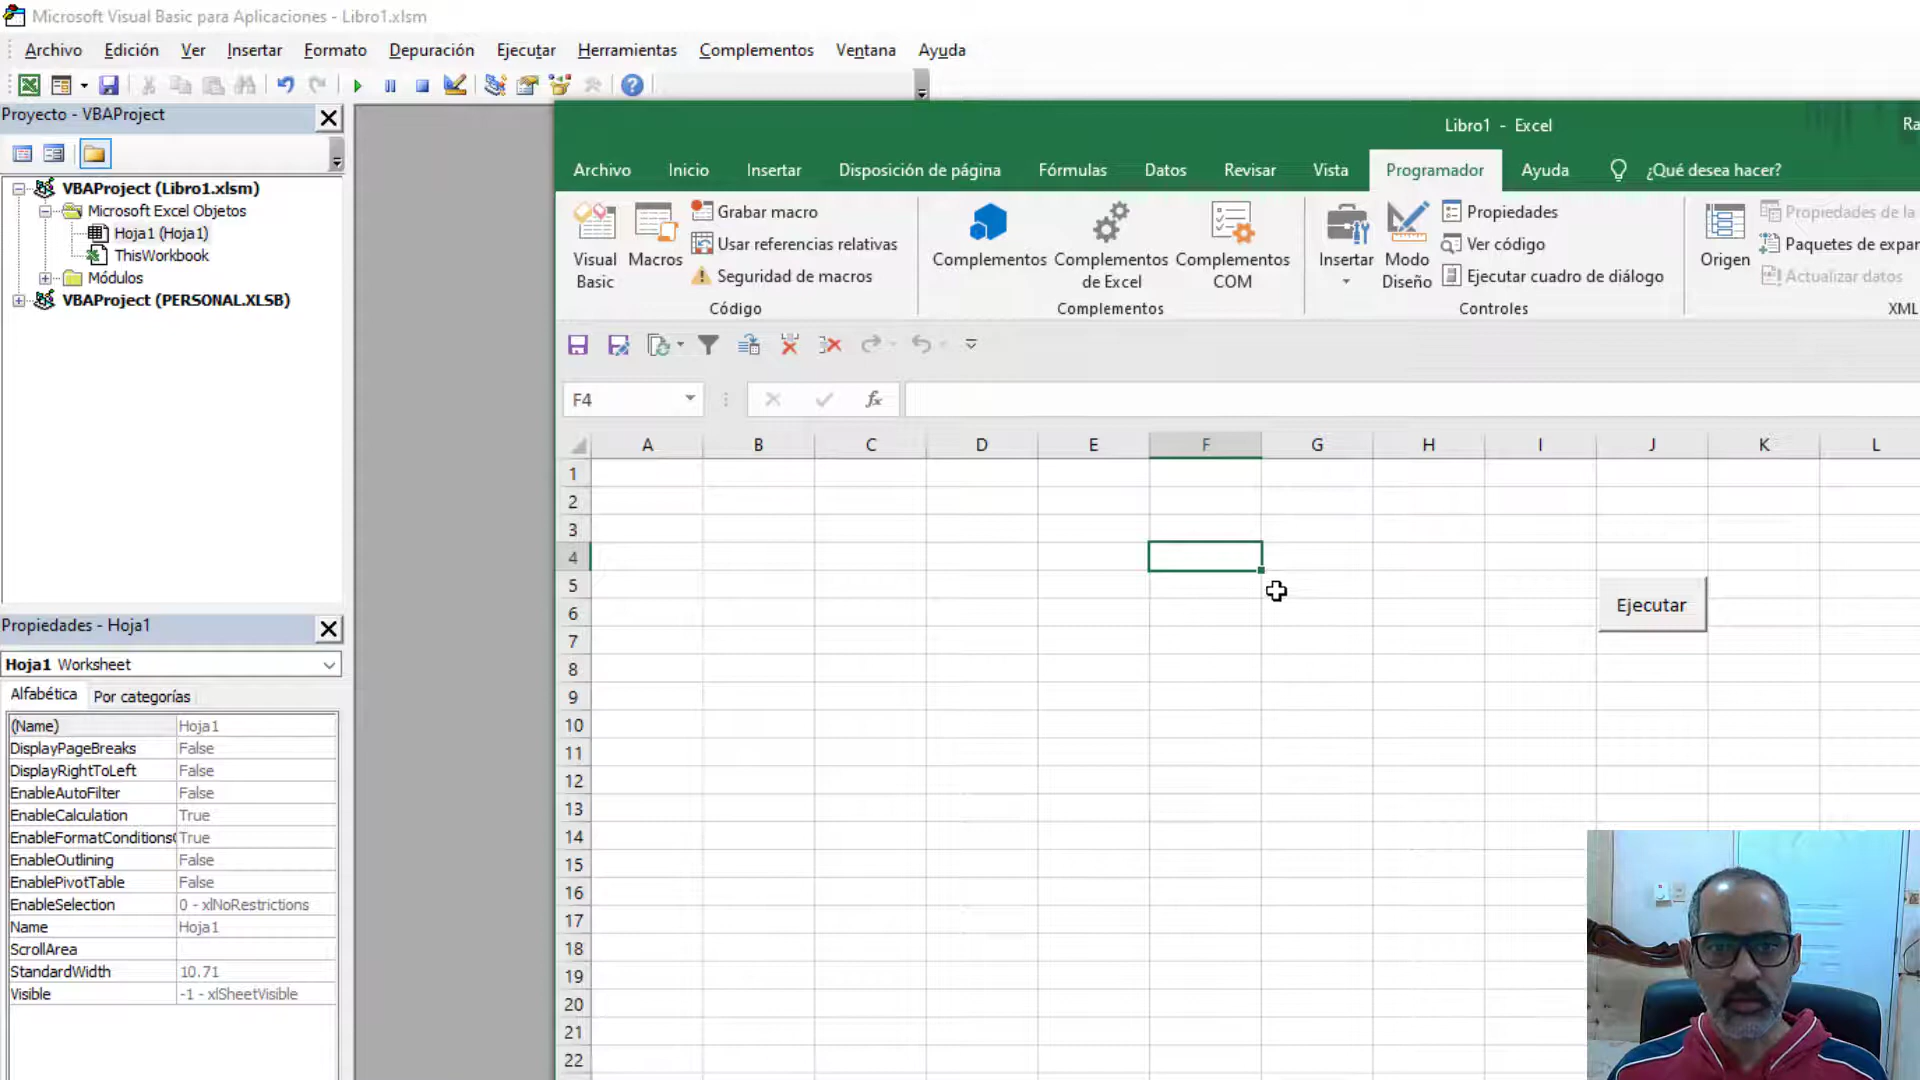 Microsoft Visual Basic para Aplicaciones - Libro1.xlsm
Archivo Edición Ver Insertar Formato Depuración Ejecutar Herramientas Complementos Ventana Ayuda
Proyecto - VBAProject
VBAProject (Libro1.xlsm)
Microsoft Excel Objetos
Hoja1 (Hoja1)
ThisWorkbook
Módulos
VBAProject (PERSONAL.XLSB)
Propiedades - Hoja1
Hoja1 Worksheet
Alfabética Por categorías
(Name) Hoja1
DisplayPageBreaks False
DisplayRightToLeft False
EnableAutoFilter False
EnableCalculation True
EnableFormatConditions True
EnableOutlining False
EnablePivotTable False
EnableSelection 0 - xlNoRestrictions
Name Hoja1
ScrollArea
StandardWidth 10.71
Visible -1 - xlSheetVisible
Libro1 - Excel Ra
Archivo Inicio Insertar Disposición de página Fórmulas Datos Revisar Vista Programador Ayuda ¿Qué desea hacer?
Visual Basic
Macros
Grabar macro
Usar referencias relativas
Seguridad de macros
Código
Complementos
Complementos de Excel
Complementos COM
Complementos
Insertar
Modo Diseño
Propiedades
Ver código
Ejecutar cuadro de diálogo
Controles
Origen
Propiedades de la
Paquetes de expar
Actualizar datos
XML
F4
fx
A B C D E F G H I J K L
1
2
3
4
5
6
7
8
9
10
11
12
13
14
15
16
17
18
19
20
21
22
Ejecutar